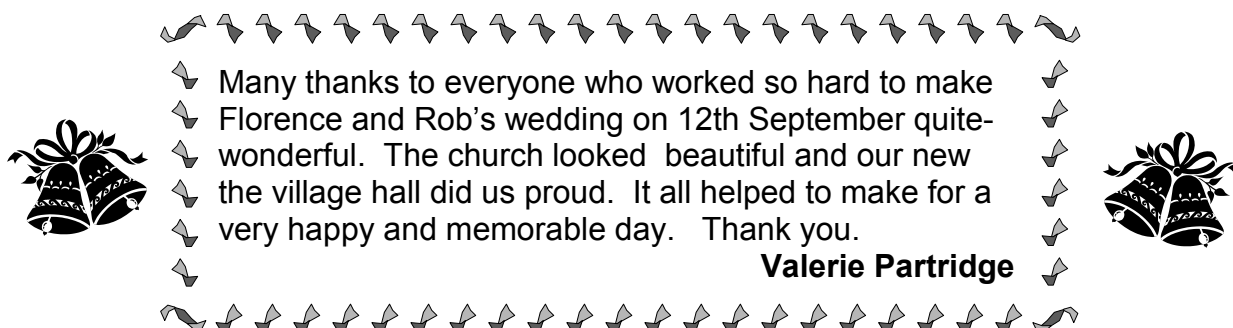 Many thanks to everyone who worked so hard to make
Florence and Rob’s wedding on 12th September quite-
wonderful.  The church looked  beautiful and our new
the village hall did us proud.  It all helped to make for a
very happy and memorable day.   Thank you.
Valerie Partridge